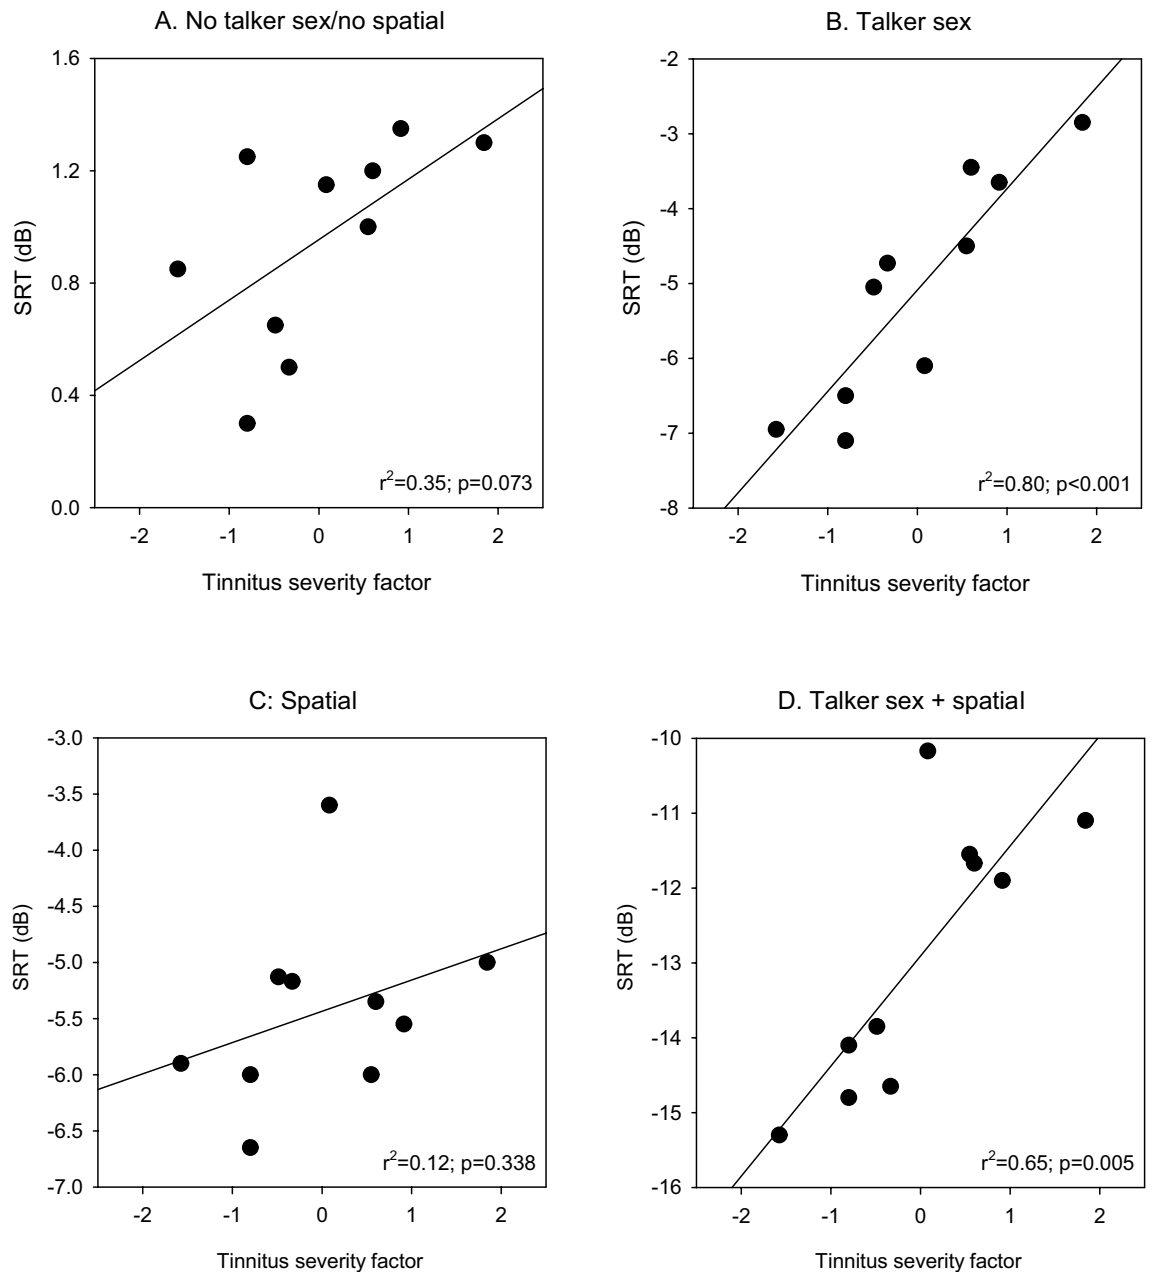 A. No talker sex/no spatial
1.6
1.2
0.8
0.4
0.0
SRT (dB)
r²=0.35; p=0.073
-2 -1 0 1 2
Tinnitus severity factor
B. Talker sex
-2
-3
-4
-5
-6
-7
-8
SRT (dB)
r²=0.80; p<0.001
-2 -1 0 1 2
Tinnitus severity factor
C: Spatial
-3.0
-3.5
-4.0
-4.5
-5.0
-5.5
-6.0
-6.5
-7.0
SRT (dB)
r²=0.12; p=0.338
-2 -1 0 1 2
Tinnitus severity factor
D. Talker sex + spatial
-10
-11
-12
-13
-14
-15
-16
SRT (dB)
r²=0.65; p=0.005
-2 -1 0 1 2
Tinnitus severity factor